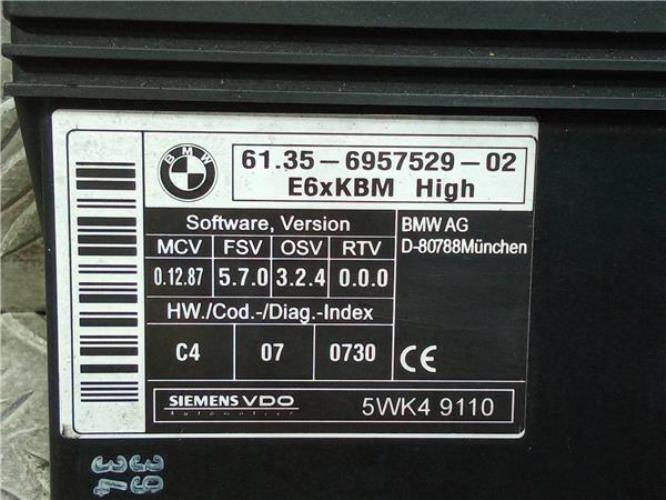 BMW
61.35-6957529-02
E6xKBM High
Software, Version
MCV FSV OSV RTV
0.12.87 5.7.0 3.2.4 0.0.0
HW./Cod.-/Diag.-Index
C4 07 0730
BMW AG
D-80788München
CE
SIEMENS VDO
Automotive
5WK4 9110
39
34